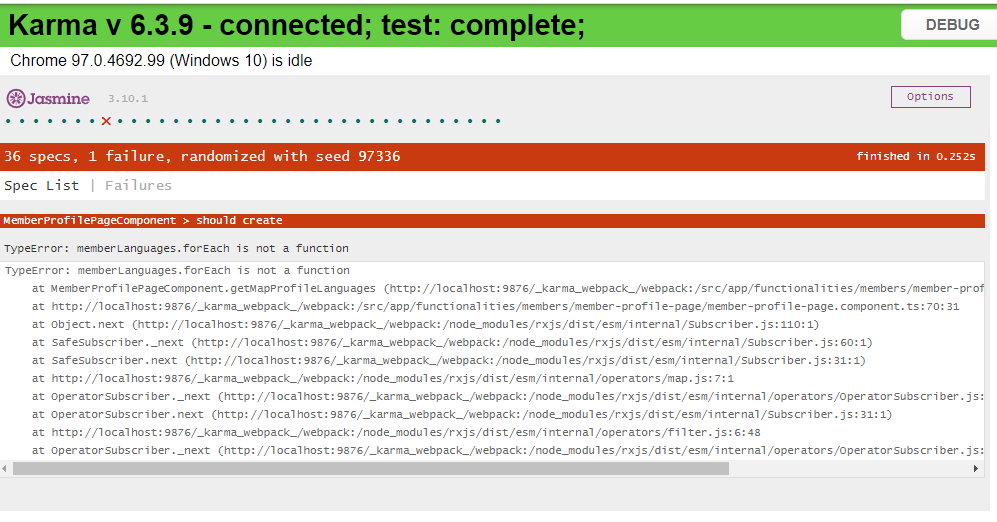 Karma v 6.3.9 - connected; test: complete;
DEBUG
Chrome 97.0.4692.99 (Windows 10) is idle
Jasmine 3.10.1
Options
36 specs, 1 failure, randomized with seed 97336
finished in 0.252s
Spec List | Failures
MemberProfilePageComponent > should create
TypeError: memberLanguages.forEach is not a function
TypeError: memberLanguages.forEach is not a function
at MemberProfilePageComponent.getMapProfileLanguages (http://localhost:9876/_karma_webpack_/webpack:/src/app/functionalities/members/member-prof
at http://localhost:9876/_karma_webpack_/webpack:/src/app/functionalities/members/member-profile-page/member-profile-page.component.ts:70:31
at Object.next (http://localhost:9876/_karma_webpack_/webpack:/node_modules/rxjs/dist/esm/internal/Subscriber.js:110:1)
at SafeSubscriber._next (http://localhost:9876/_karma_webpack_/webpack:/node_modules/rxjs/dist/esm/internal/Subscriber.js:60:1)
at SafeSubscriber.next (http://localhost:9876/_karma_webpack_/webpack:/node_modules/rxjs/dist/esm/internal/Subscriber.js:31:1)
at http://localhost:9876/_karma_webpack_/webpack:/node_modules/rxjs/dist/esm/internal/operators/map.js:7:1
at OperatorSubscriber._next (http://localhost:9876/_karma_webpack_/webpack:/node_modules/rxjs/dist/esm/internal/operators/OperatorSubscriber.js:
at OperatorSubscriber.next (http://localhost:9876/_karma_webpack_/webpack:/node_modules/rxjs/dist/esm/internal/Subscriber.js:31:1)
at http://localhost:9876/_karma_webpack_/webpack:/node_modules/rxjs/dist/esm/internal/operators/filter.js:6:48
at OperatorSubscriber._next (http://localhost:9876/_karma_webpack_/webpack:/node_modules/rxjs/dist/esm/internal/operators/OperatorSubscriber.js: